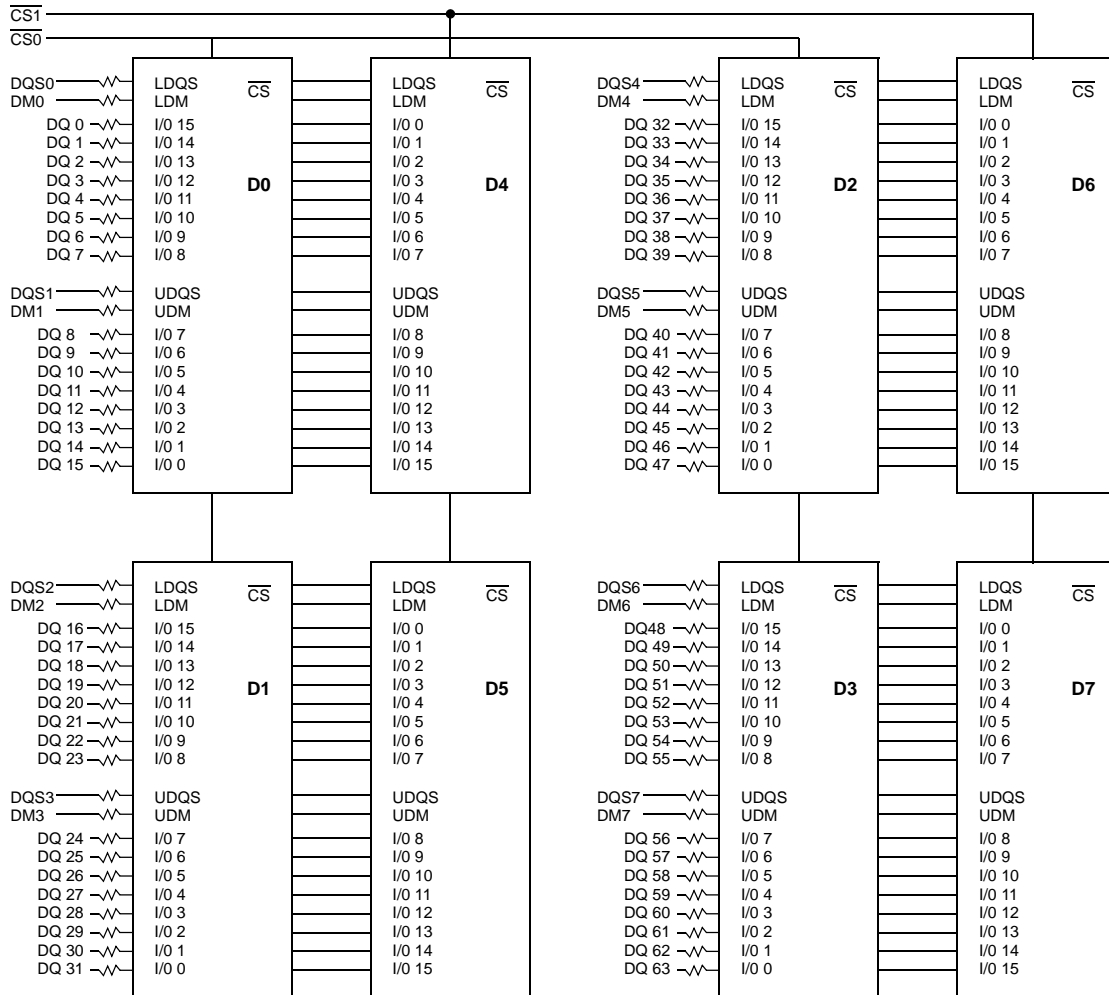 CS1
CS0
DQS0 LDQS CS LDQS CS DQS4 LDQS CS LDQS CS
DM0 LDM LDM DM4 LDM LDM
DQ 0 I/0 15 I/0 0 DQ 32 I/0 15 I/0 0
DQ 1 I/0 14 I/0 1 DQ 33 I/0 14 I/0 1
DQ 2 I/0 13 I/0 2 DQ 34 I/0 13 I/0 2
DQ 3 I/0 12 D0 I/0 3 D4 DQ 35 I/0 12 D2 I/0 3 D6
DQ 4 I/0 11 I/0 4 DQ 36 I/0 11 I/0 4
DQ 5 I/0 10 I/0 5 DQ 37 I/0 10 I/0 5
DQ 6 I/0 9 I/0 6 DQ 38 I/0 9 I/0 6
DQ 7 I/0 8 I/0 7 DQ 39 I/0 8 I/0 7
DQS1 UDQS UDQS DQS5 UDQS UDQS
DM1 UDM UDM DM5 UDM UDM
DQ 8 I/0 7 I/0 8 DQ 40 I/0 7 I/0 8
DQ 9 I/0 6 I/0 9 DQ 41 I/0 6 I/0 9
DQ 10 I/0 5 I/0 10 DQ 42 I/0 5 I/0 10
DQ 11 I/0 4 I/0 11 DQ 43 I/0 4 I/0 11
DQ 12 I/0 3 I/0 12 DQ 44 I/0 3 I/0 12
DQ 13 I/0 2 I/0 13 DQ 45 I/0 2 I/0 13
DQ 14 I/0 1 I/0 14 DQ 46 I/0 1 I/0 14
DQ 15 I/0 0 I/0 15 DQ 47 I/0 0 I/0 15
DQS2 LDQS CS LDQS CS DQS6 LDQS CS LDQS CS
DM2 LDM LDM DM6 LDM LDM
DQ 16 I/0 15 I/0 0 DQ48 I/0 15 I/0 0
DQ 17 I/0 14 I/0 1 DQ 49 I/0 14 I/0 1
DQ 18 I/0 13 I/0 2 DQ 50 I/0 13 I/0 2
DQ 19 I/0 12 D1 I/0 3 D5 DQ 51 I/0 12 D3 I/0 3 D7
DQ 20 I/0 11 I/0 4 DQ 52 I/0 11 I/0 4
DQ 21 I/0 10 I/0 5 DQ 53 I/0 10 I/0 5
DQ 22 I/0 9 I/0 6 DQ 54 I/0 9 I/0 6
DQ 23 I/0 8 I/0 7 DQ 55 I/0 8 I/0 7
DQS3 UDQS UDQS DQS7 UDQS UDQS
DM3 UDM UDM DM7 UDM UDM
DQ 24 I/0 7 I/0 8 DQ 56 I/0 7 I/0 8
DQ 25 I/0 6 I/0 9 DQ 57 I/0 6 I/0 9
DQ 26 I/0 5 I/0 10 DQ 58 I/0 5 I/0 10
DQ 27 I/0 4 I/0 11 DQ 59 I/0 4 I/0 11
DQ 28 I/0 3 I/0 12 DQ 60 I/0 3 I/0 12
DQ 29 I/0 2 I/0 13 DQ 61 I/0 2 I/0 13
DQ 30 I/0 1 I/0 14 DQ 62 I/0 1 I/0 14
DQ 31 I/0 0 I/0 15 DQ 63 I/0 0 I/0 15